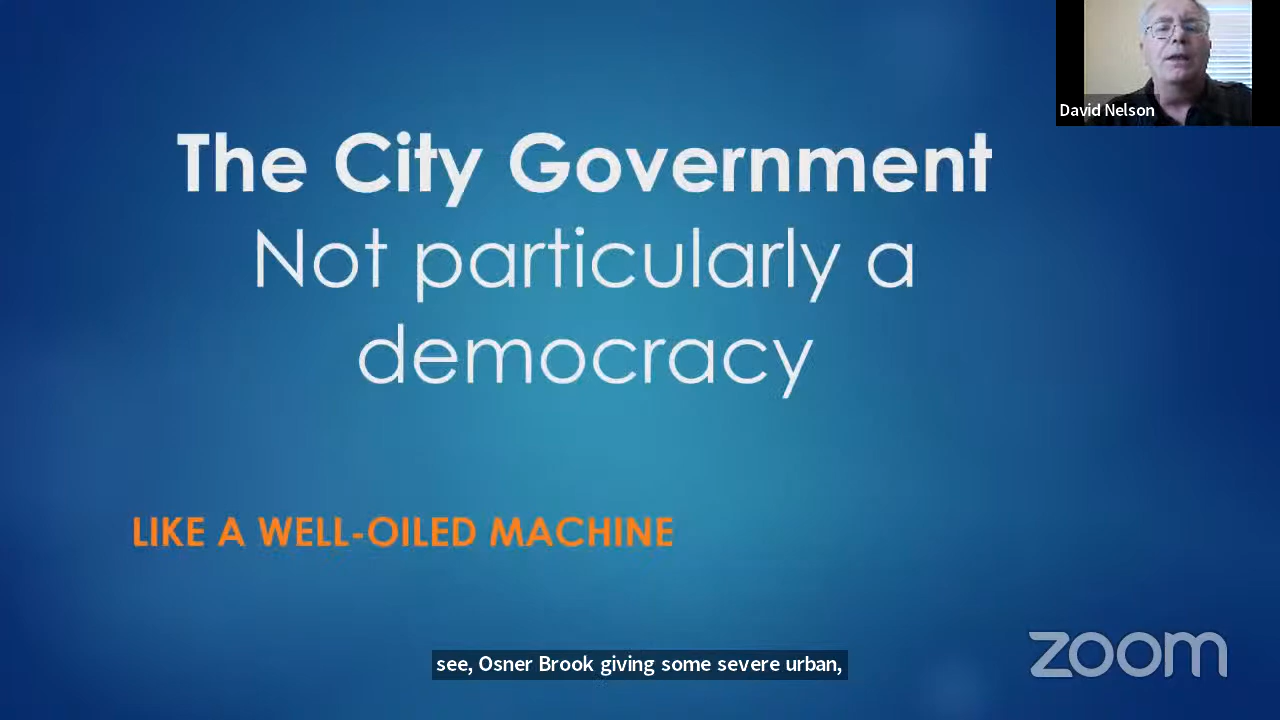 David Nelson
The City Government
Not particularly a
democracy
LIKE A WELL-OILED MACHINE
see, Osner Brook giving some severe urban,
zoom